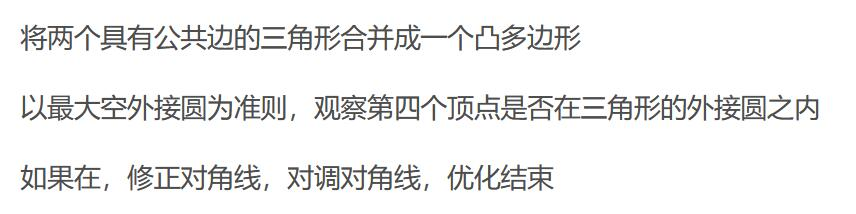 将两个具有公共边的三角形合并成一个凸多边形
以最大空外接圆为准则，观察第四个顶点是否在三角形的外接圆之内
如果在，修正对角线，对调对角线，优化结束